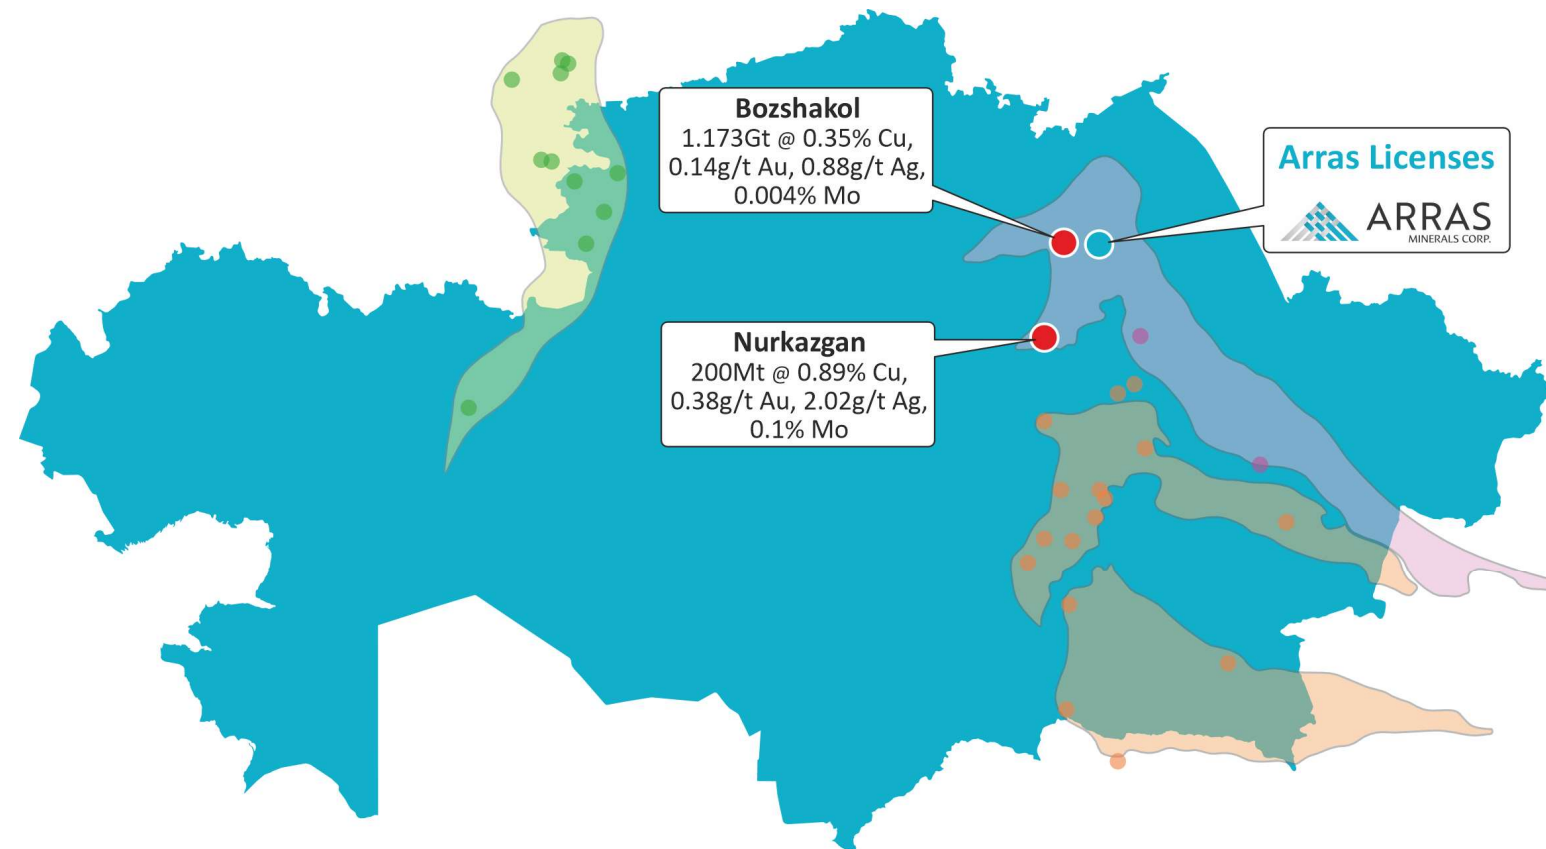 Bozshakol
1.173Gt @ 0.35% Cu,
0.14g/t Au, 0.88g/t Ag,
0.004% Mo
Arras Licenses
ARRAS
MINERALS CORP.
Nurkazgan
200Mt @ 0.89% Cu,
0.38g/t Au, 2.02g/t Ag,
0.1% Mo